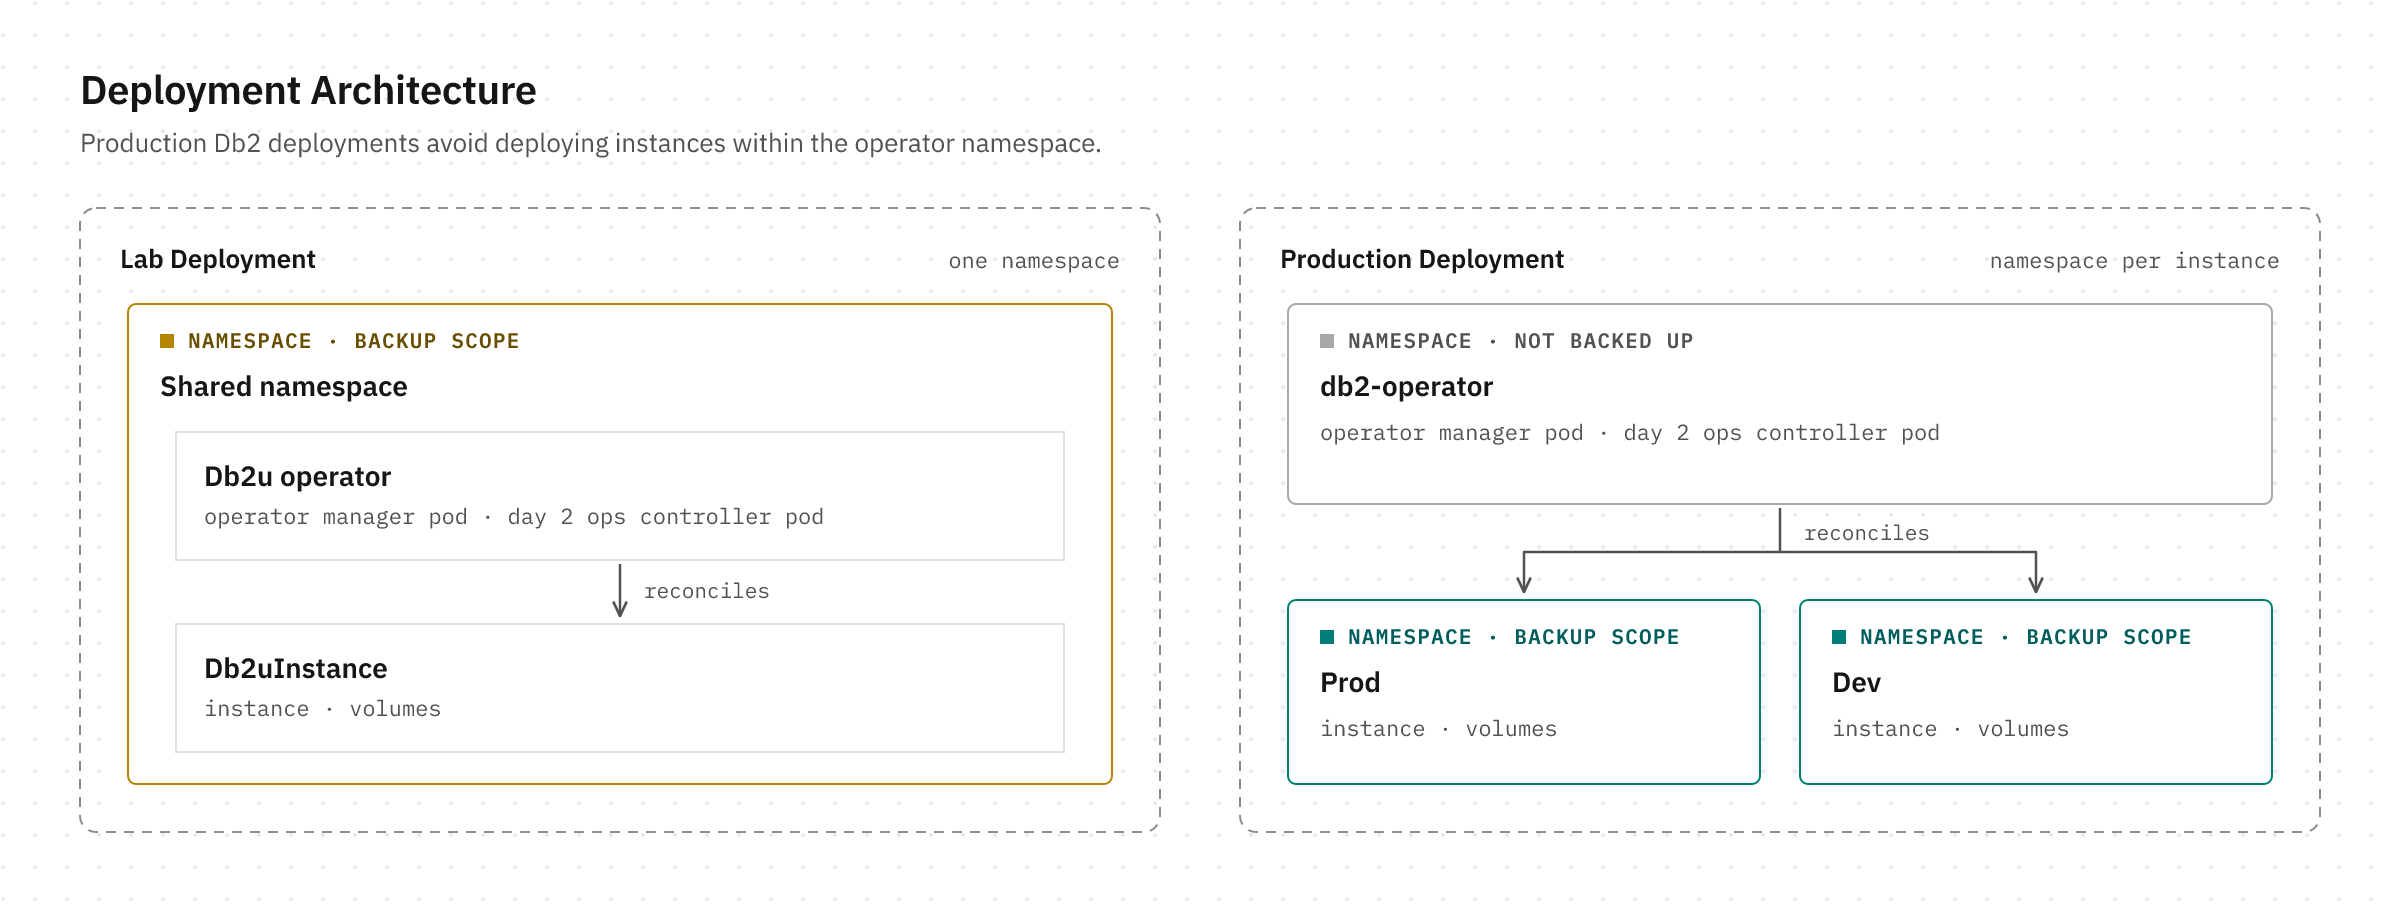 Deployment Architecture
Production Db2 deployments avoid deploying instances within the operator namespace.
Lab Deployment
one namespace
NAMESPACE · BACKUP SCOPE
Shared namespace
Db2u operator
operator manager pod · day 2 ops controller pod
reconciles
Db2uInstance
instance · volumes
Production Deployment
namespace per instance
NAMESPACE · NOT BACKED UP
db2-operator
operator manager pod · day 2 ops controller pod
reconciles
NAMESPACE · BACKUP SCOPE
Prod
instance · volumes
NAMESPACE · BACKUP SCOPE
Dev
instance · volumes